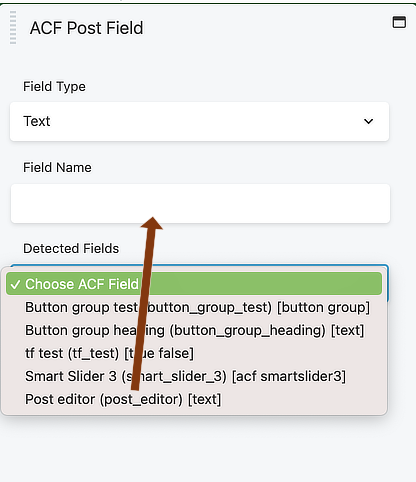 ACF Post Field
Field Type
Text
Field Name
Detected Fields
✓ Choose ACF Field
Button group test (button_group_test) [button group]
Button group heading (button_group_heading) [text]
tf test (tf_test) [true false]
Smart Slider 3 (smart_slider_3) [acf smartslider3]
Post editor (post_editor) [text]